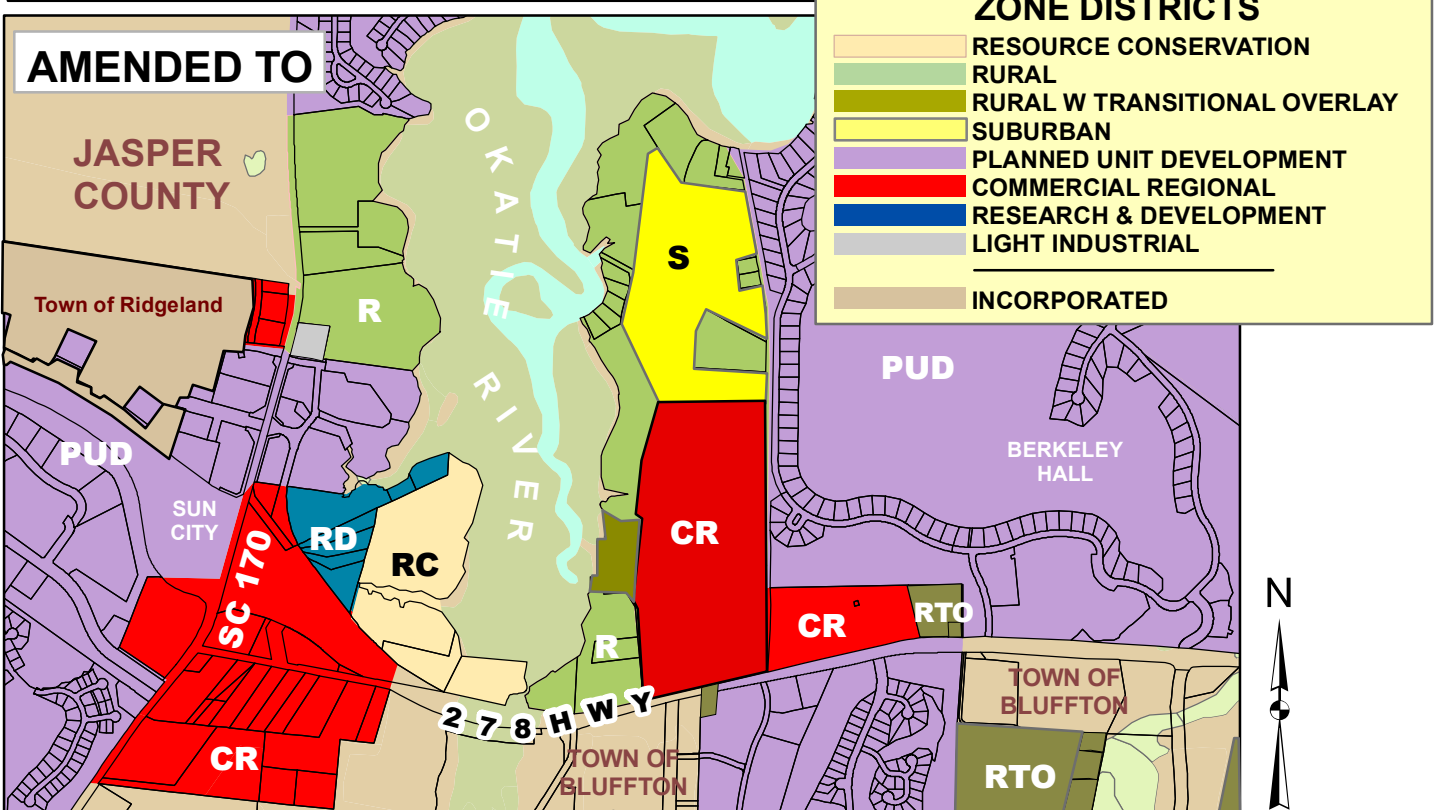 ZONE DISTRICTS
RESOURCE CONSERVATION
RURAL
RURAL W TRANSITIONAL OVERLAY
SUBURBAN
PLANNED UNIT DEVELOPMENT
COMMERCIAL REGIONAL
RESEARCH & DEVELOPMENT
LIGHT INDUSTRIAL
INCORPORATED
AMENDED TO
JASPER
COUNTY
OKATIE RIVER
S
Town of Ridgeland
R
PUD
PUD
BERKELEY
HALL
SUN
CITY
RD
RC
CR
SC 170
R
CR
RTO
N
278 HWY
TOWN OF
BLUFFTON
CR
TOWN OF
BLUFFTON
RTO